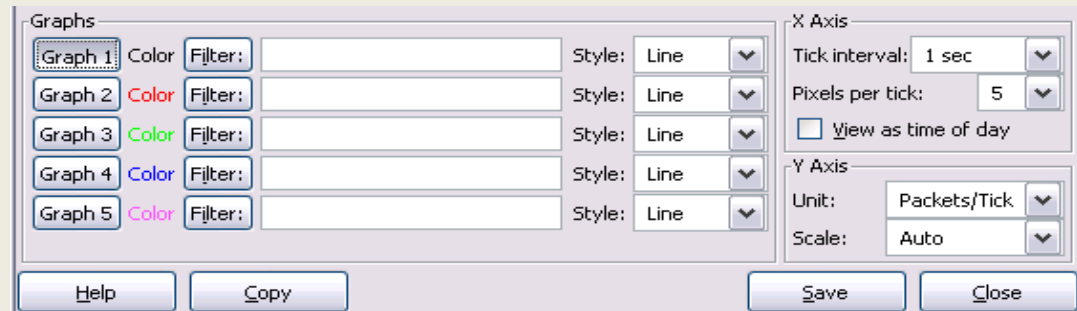 Graphs
Graph 1 Color Filter: Style: Line
Graph 2 Color Filter: Style: Line
Graph 3 Color Filter: Style: Line
Graph 4 Color Filter: Style: Line
Graph 5 Color Filter: Style: Line
X Axis
Tick interval: 1 sec
Pixels per tick: 5
View as time of day
Y Axis
Unit: Packets/Tick
Scale: Auto
Help Copy Save Close